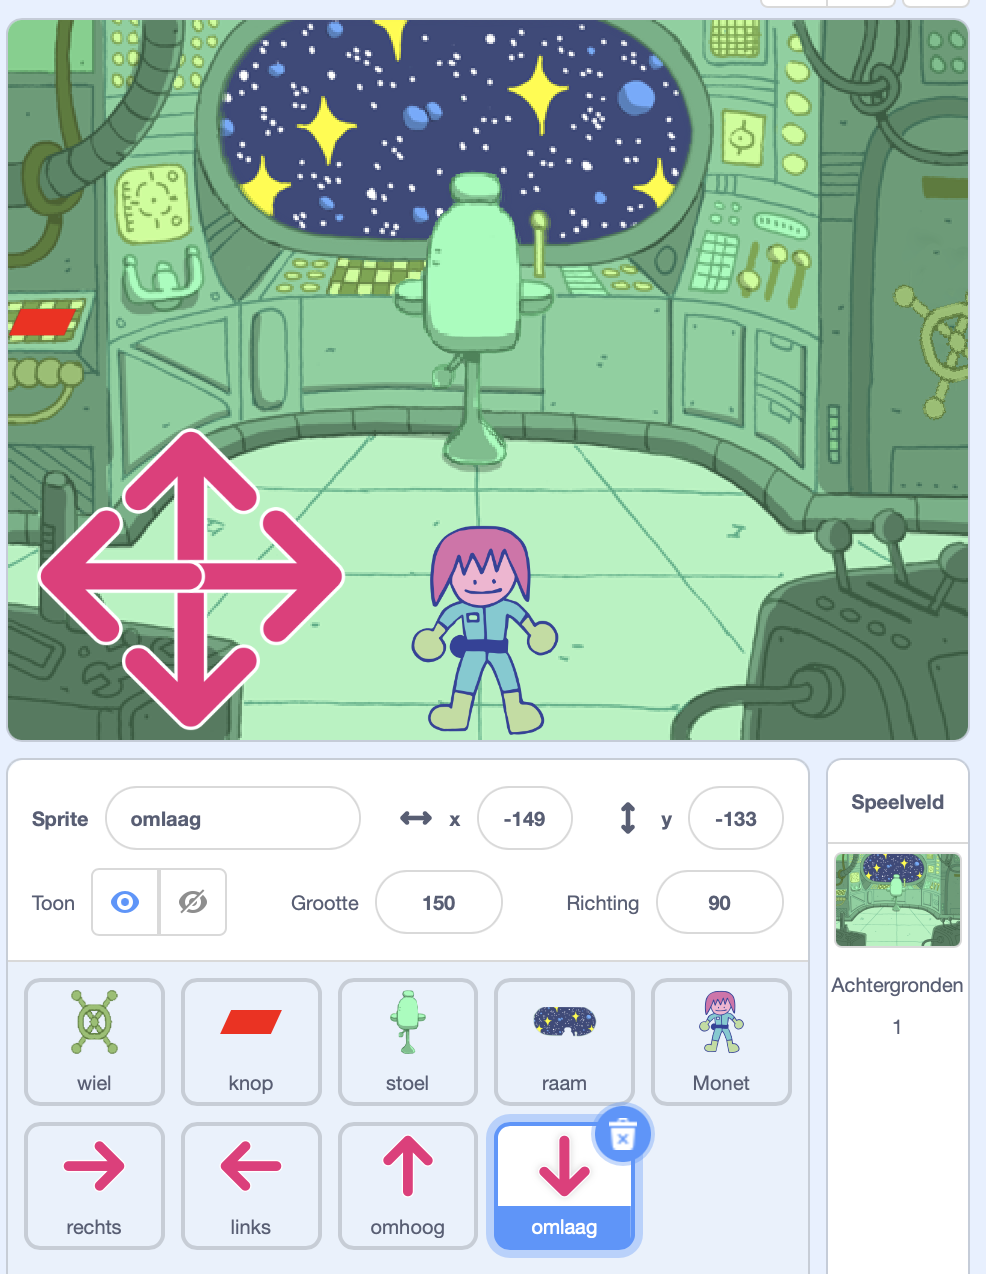 Sprite omlaag x -149 y -133
Toon Grootte 150 Richting 90
Speelveld
Achtergronden
1
wiel knop stoel raam Monet
rechts links omhoog omlaag